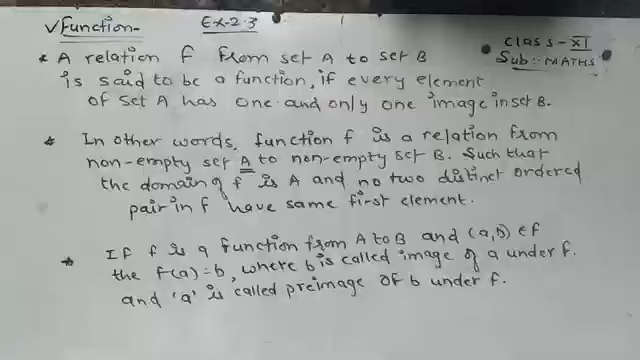 ✓Function- Ex-2.3
Class-XI
Sub:-MATHS
* A relation f from set A to set B
is said to be a function, if every element
of set A has one and only one image in set B.
* In other words, function f is a relation from
non-empty set A to non-empty set B. Such that
the domain of f is A and no two distinct ordered
pair in f have same first element.
* If f is a function from A to B and (a,b) ∈ f
the f(a)=b, where b is called image of a under f.
and 'a' is called preimage of b under f.